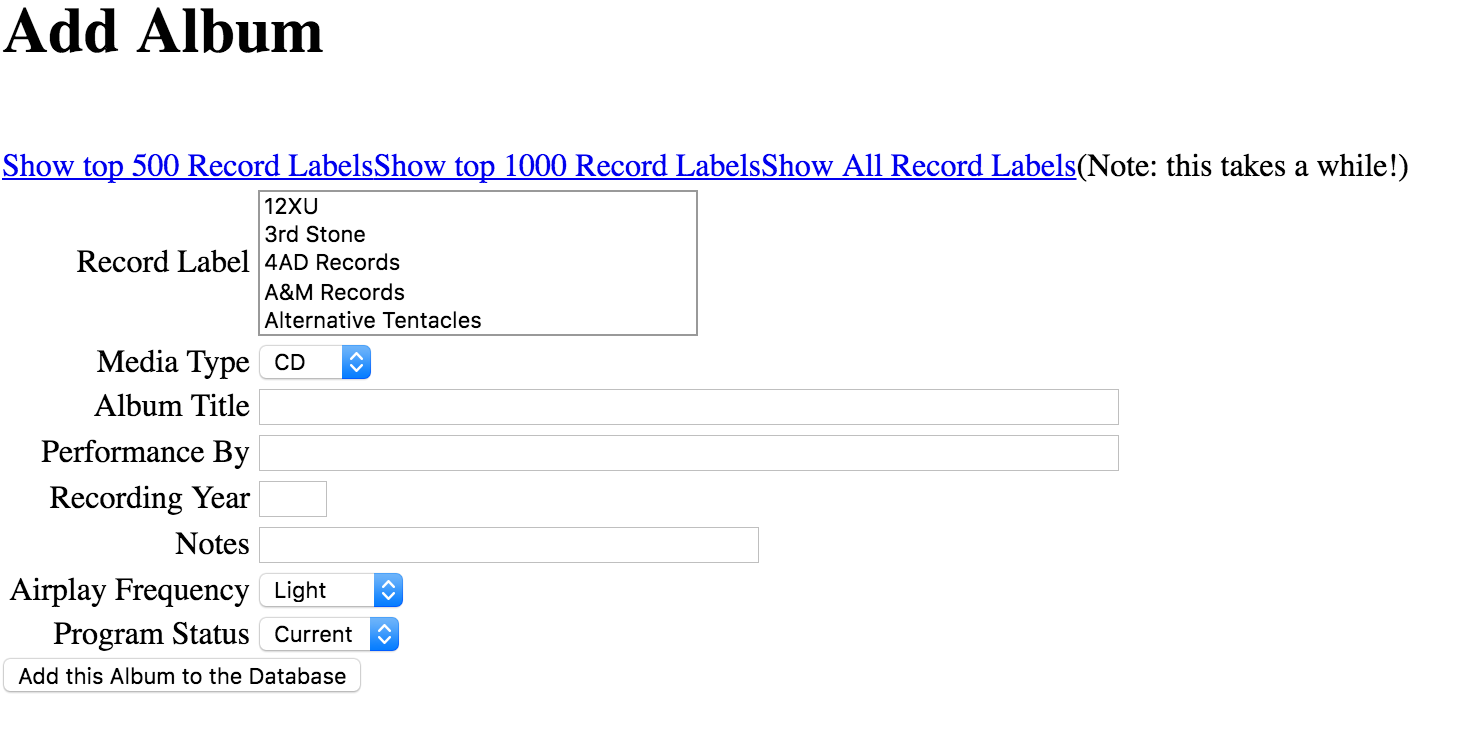 Add Album
Show top 500 Record LabelsShow top 1000 Record LabelsShow All Record Labels(Note: this takes a while!)
Record Label
12XU
3rd Stone
4AD Records
A&M Records
Alternative Tentacles
Media Type CD
Album Title
Performance By
Recording Year
Notes
Airplay Frequency Light
Program Status Current
Add this Album to the Database